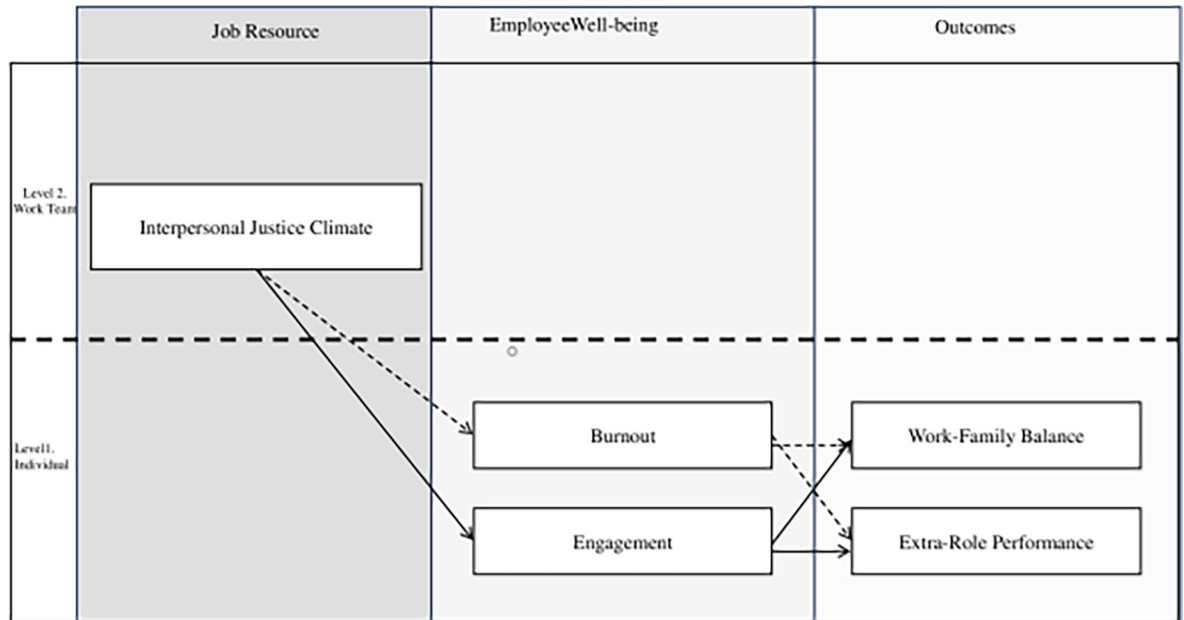 Job Resource
EmployeeWell-being
Outcomes
Level 2.
Work Team
Interpersonal Justice Climate
Level1.
Individual
Burnout
Work-Family Balance
Engagement
Extra-Role Performance